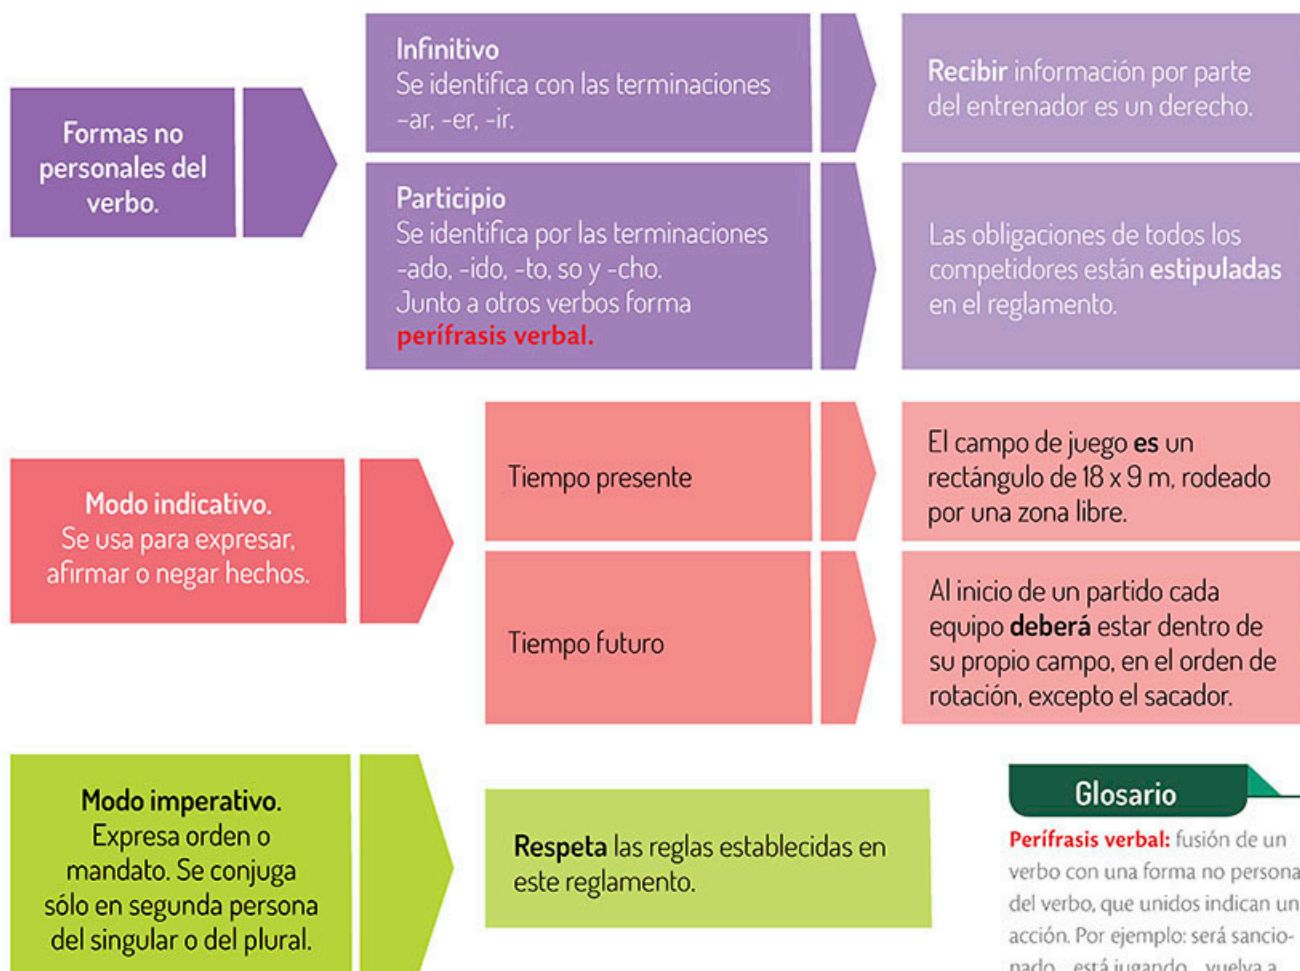 Formas no
personales del
verbo.
Infinitivo
Se identifica con las terminaciones
-ar, -er, -ir.
Recibir información por parte
del entrenador es un derecho.
Participio
Se identifica por las terminaciones
-ado, -ido, -to, so y -cho.
Junto a otros verbos forma
perífrasis verbal.
Las obligaciones de todos los
competidores están estipuladas
en el reglamento.
Modo indicativo.
Se usa para expresar,
afirmar o negar hechos.
Tiempo presente
El campo de juego es un
rectángulo de 18 x 9 m, rodeado
por una zona libre.
Tiempo futuro
Al inicio de un partido cada
equipo deberá estar dentro de
su propio campo, en el orden de
rotación, excepto el sacador.
Modo imperativo.
Expresa orden o
mandato. Se conjuga
sólo en segunda persona
del singular o del plural.
Respeta las reglas establecidas en
este reglamento.
Glosario
Perífrasis verbal: fusión de un
verbo con una forma no persona
del verbo, que unidos indican un
acción. Por ejemplo: será sancio-
nado, está jugando, vuelva a